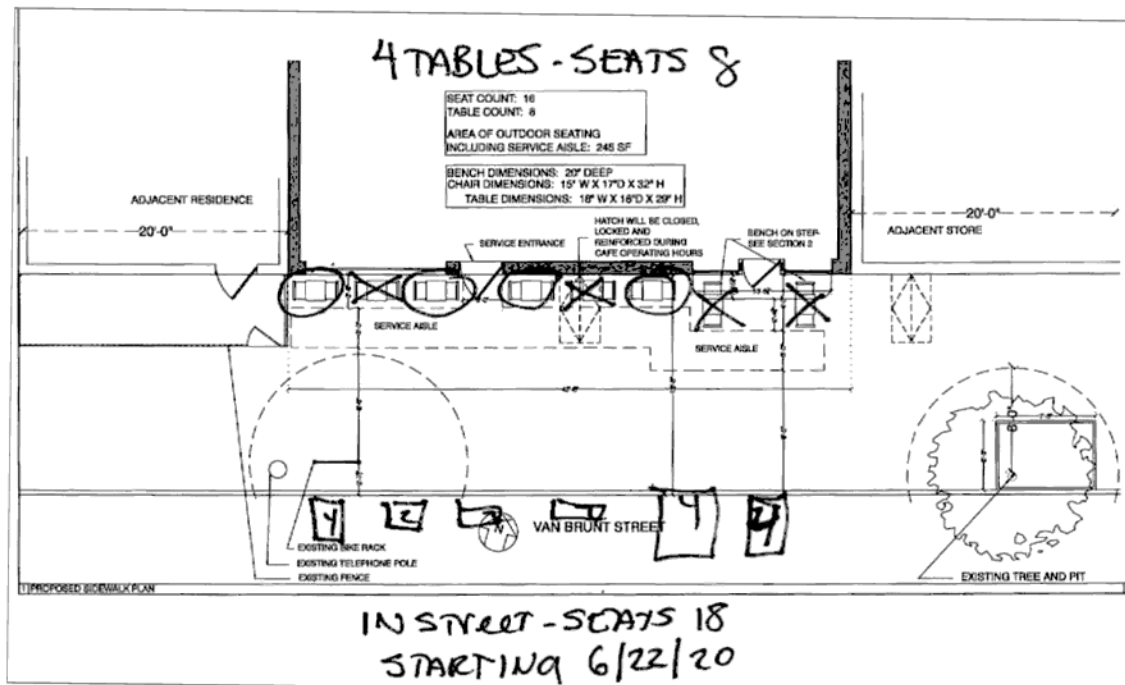 4 TABLES - SEATS 8
SEAT COUNT: 16
TABLE COUNT: 8
AREA OF OUTDOOR SEATING
INCLUDING SERVICE AISLE: 245 SF
BENCH DIMENSIONS: 20" DEEP
CHAIR DIMENSIONS: 15" W X 17"D X 32" H
TABLE DIMENSIONS: 18" W X 18"D X 29" H
ADJACENT RESIDENCE
20'-0"
SERVICE ENTRANCE
HATCH WILL BE CLOSED,
LOCKED AND
REINFORCED DURING
CAFE OPERATING HOURS
BENCH ON STEP-
SEE SECTION 2
20'-0"
ADJACENT STORE
SERVICE AISLE
SERVICE AISLE
4
2
4
4
N
VAN BRUNT STREET
EXISTING BIKE RACK
EXISTING TELEPHONE POLE
EXISTING FENCE
EXISTING TREE AND PIT
1 PROPOSED SIDEWALK PLAN
IN STREET - SEATS 18
STARTING 6/22/20